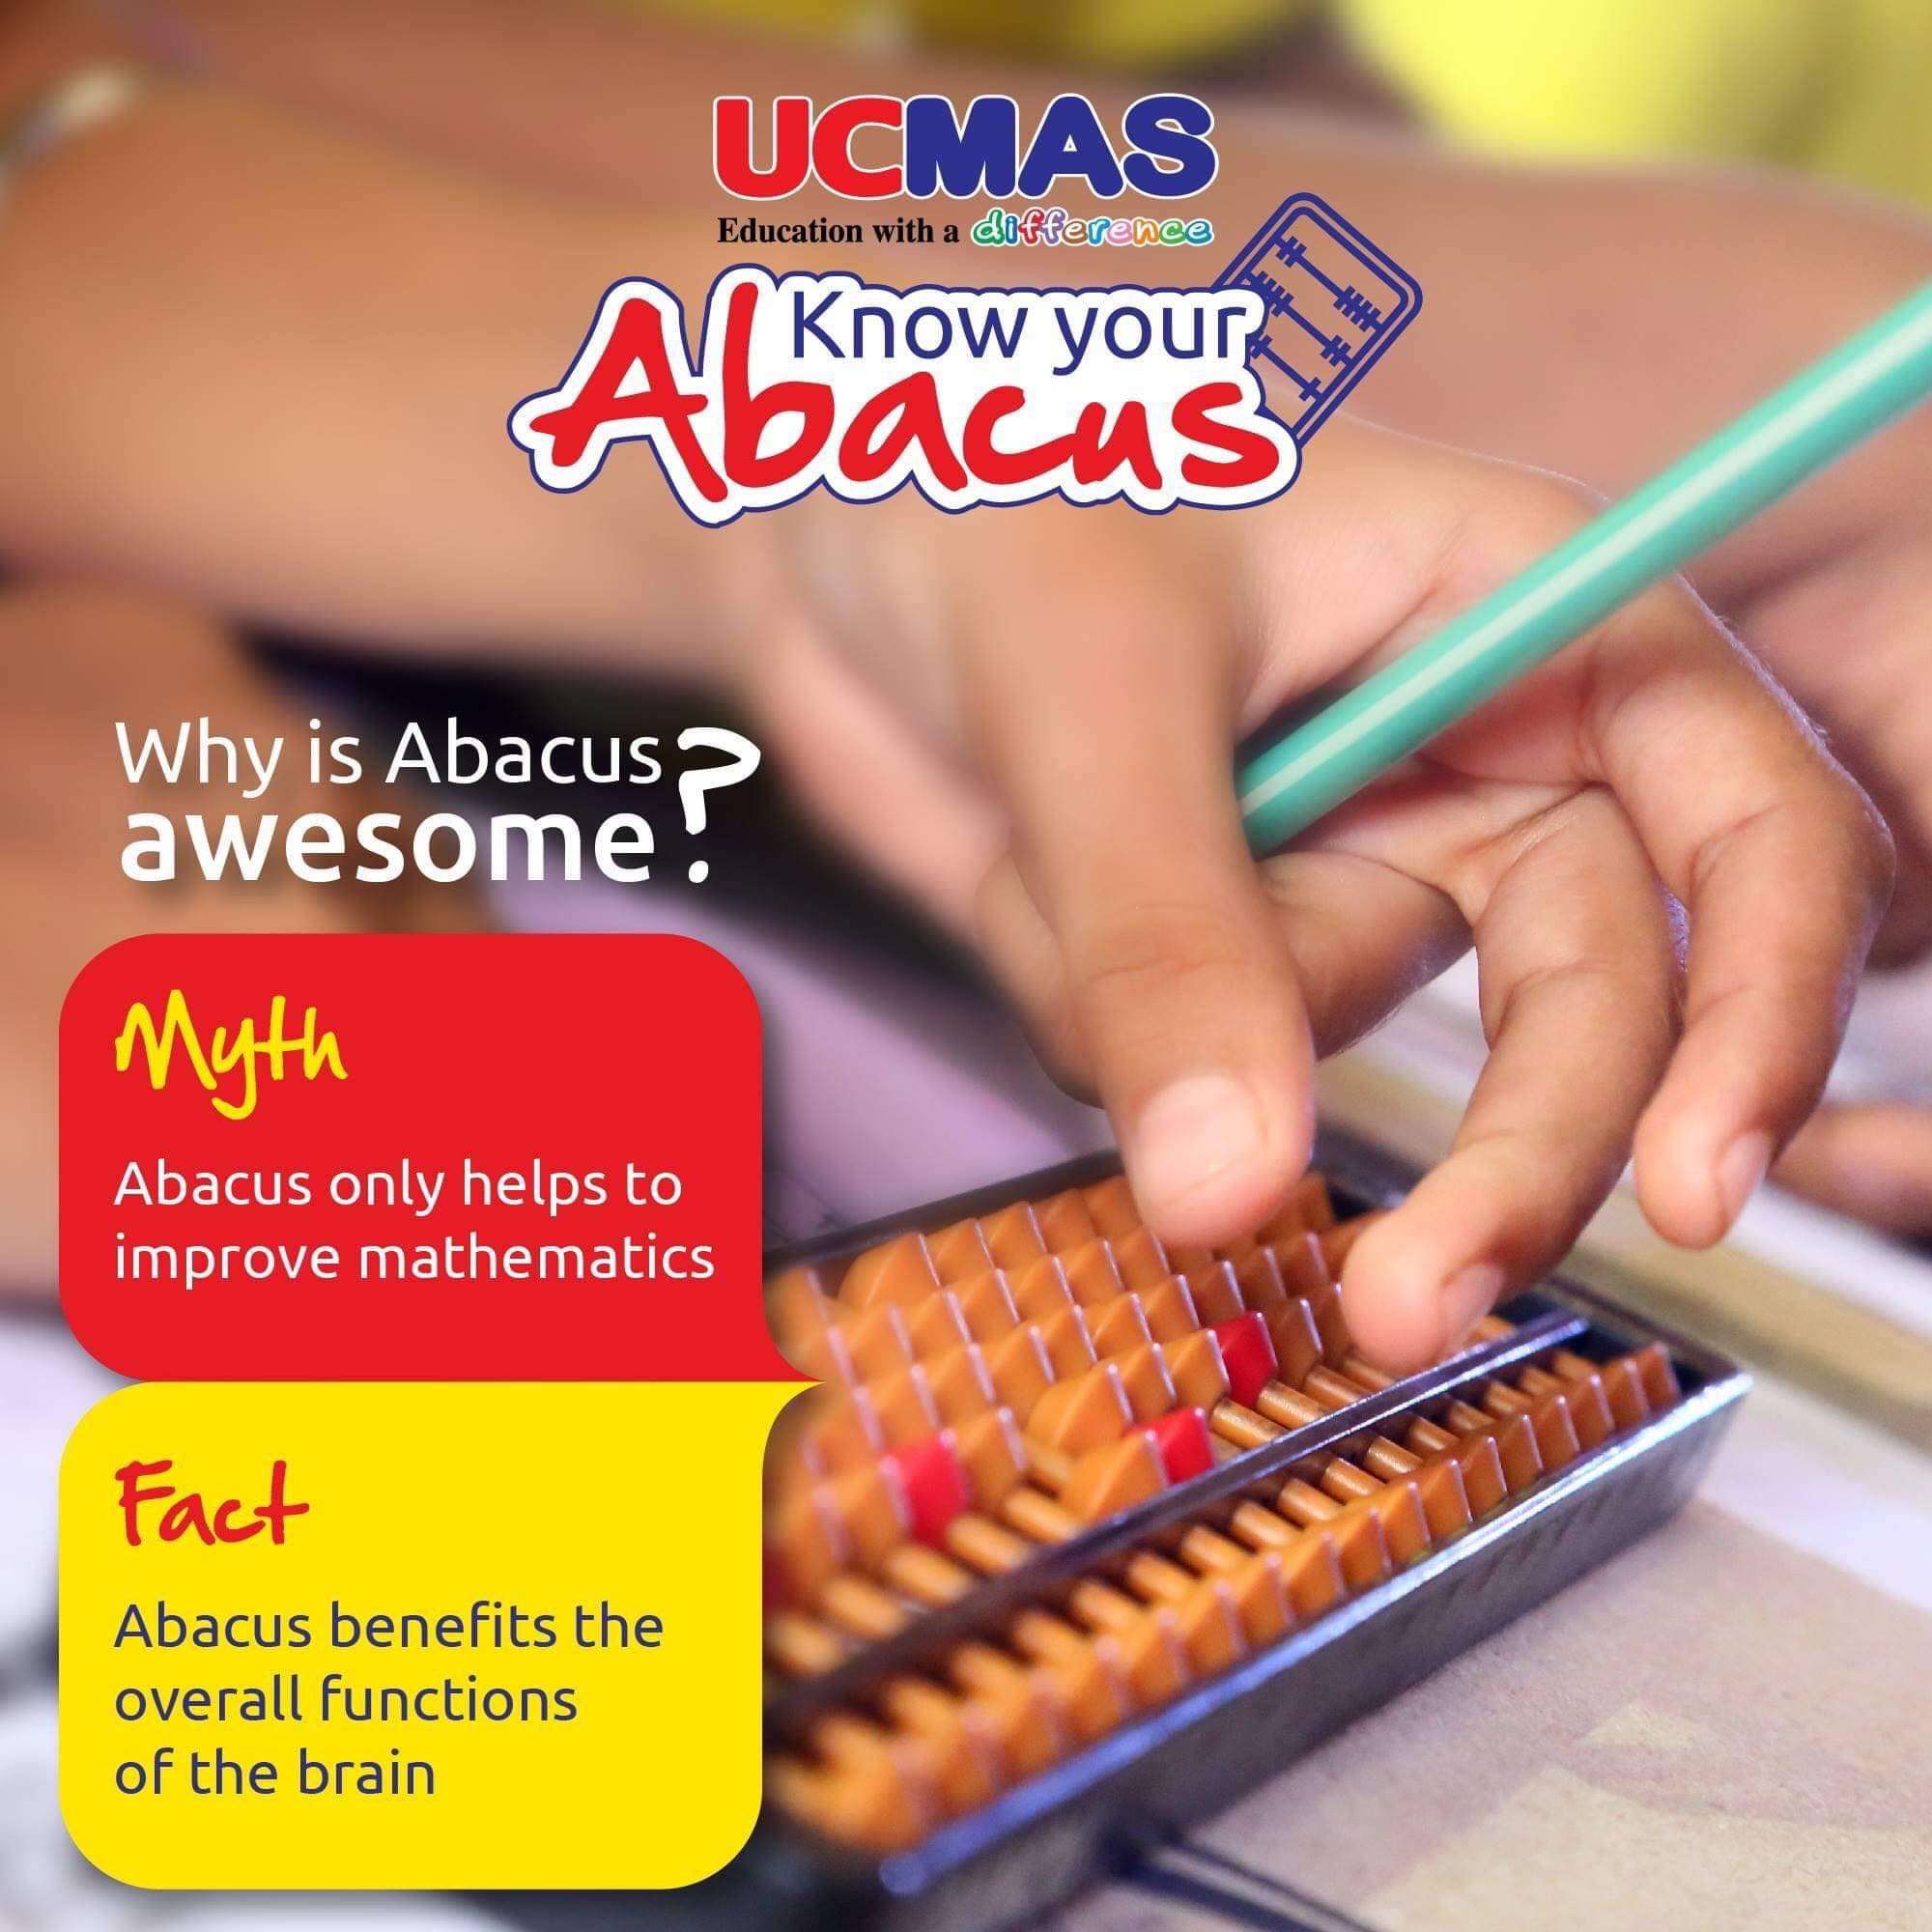 UCMAS
Education with a difference
Know your
Abacus
Why is Abacus
awesome?
Myth
Abacus only helps to
improve mathematics
Fact
Abacus benefits the
overall functions
of the brain